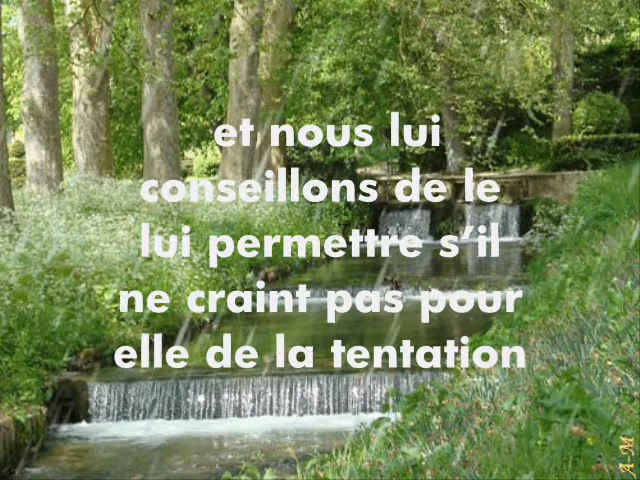 et nous lui
conseillons de le
lui permettre s'il
ne craint pas pour
elle de la tentation
A-M